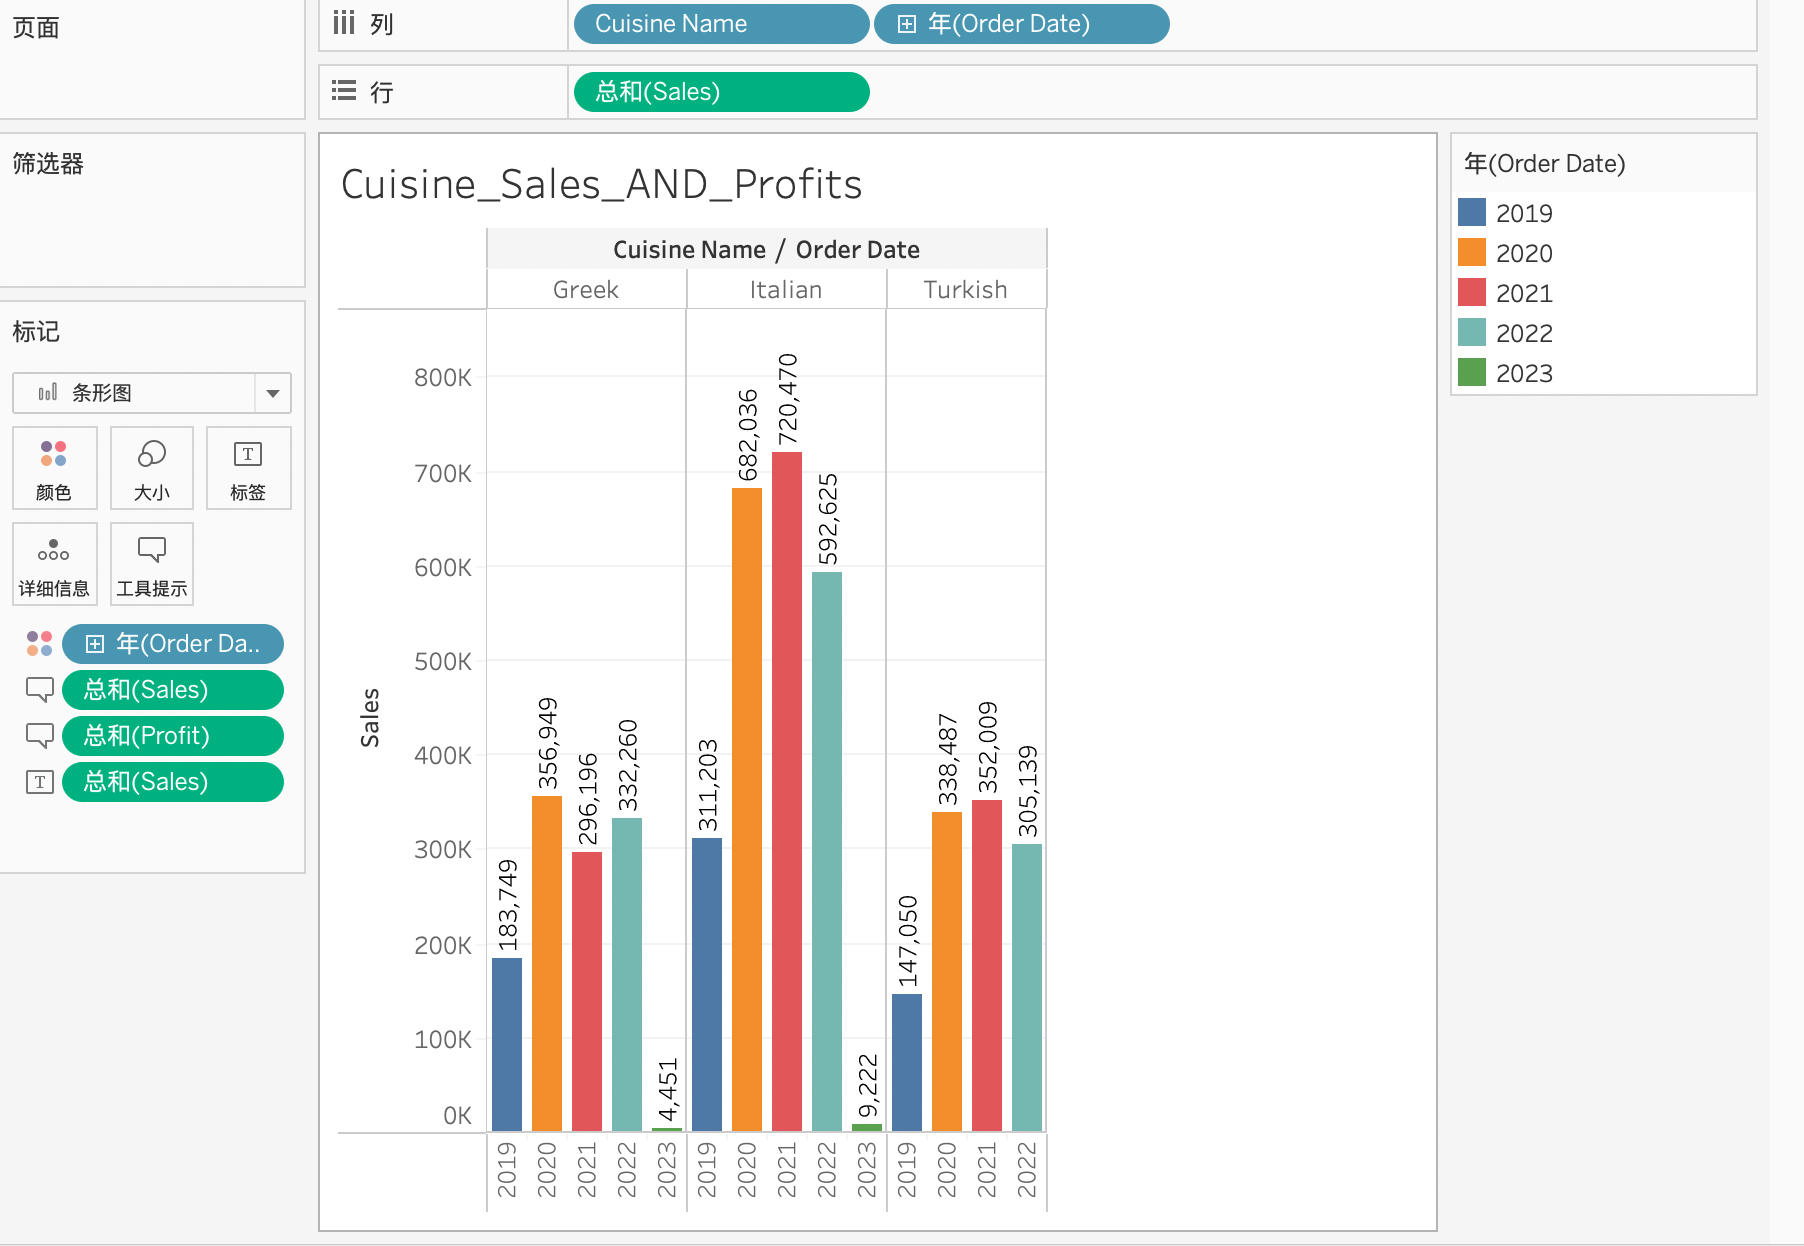 页面
列
Cuisine Name
年(Order Date)
行
总和(Sales)
筛选器
标记
条形图
颜色
大小
标签
详细信息
工具提示
年(Order Da..
总和(Sales)
总和(Profit)
T 总和(Sales)
Cuisine_Sales_AND_Profits
Cuisine Name / Order Date
Greek Italian Turkish
Sales
800K
700K
600K
500K
400K
300K
200K
100K
0K
183,749
356,949
296,196
332,260
4,451
311,203
682,036
720,470
592,625
9,222
147,050
338,487
352,009
305,139
2019 2020 2021 2022 2023 2019 2020 2021 2022 2023 2019 2020 2021 2022
年(Order Date)
2019
2020
2021
2022
2023